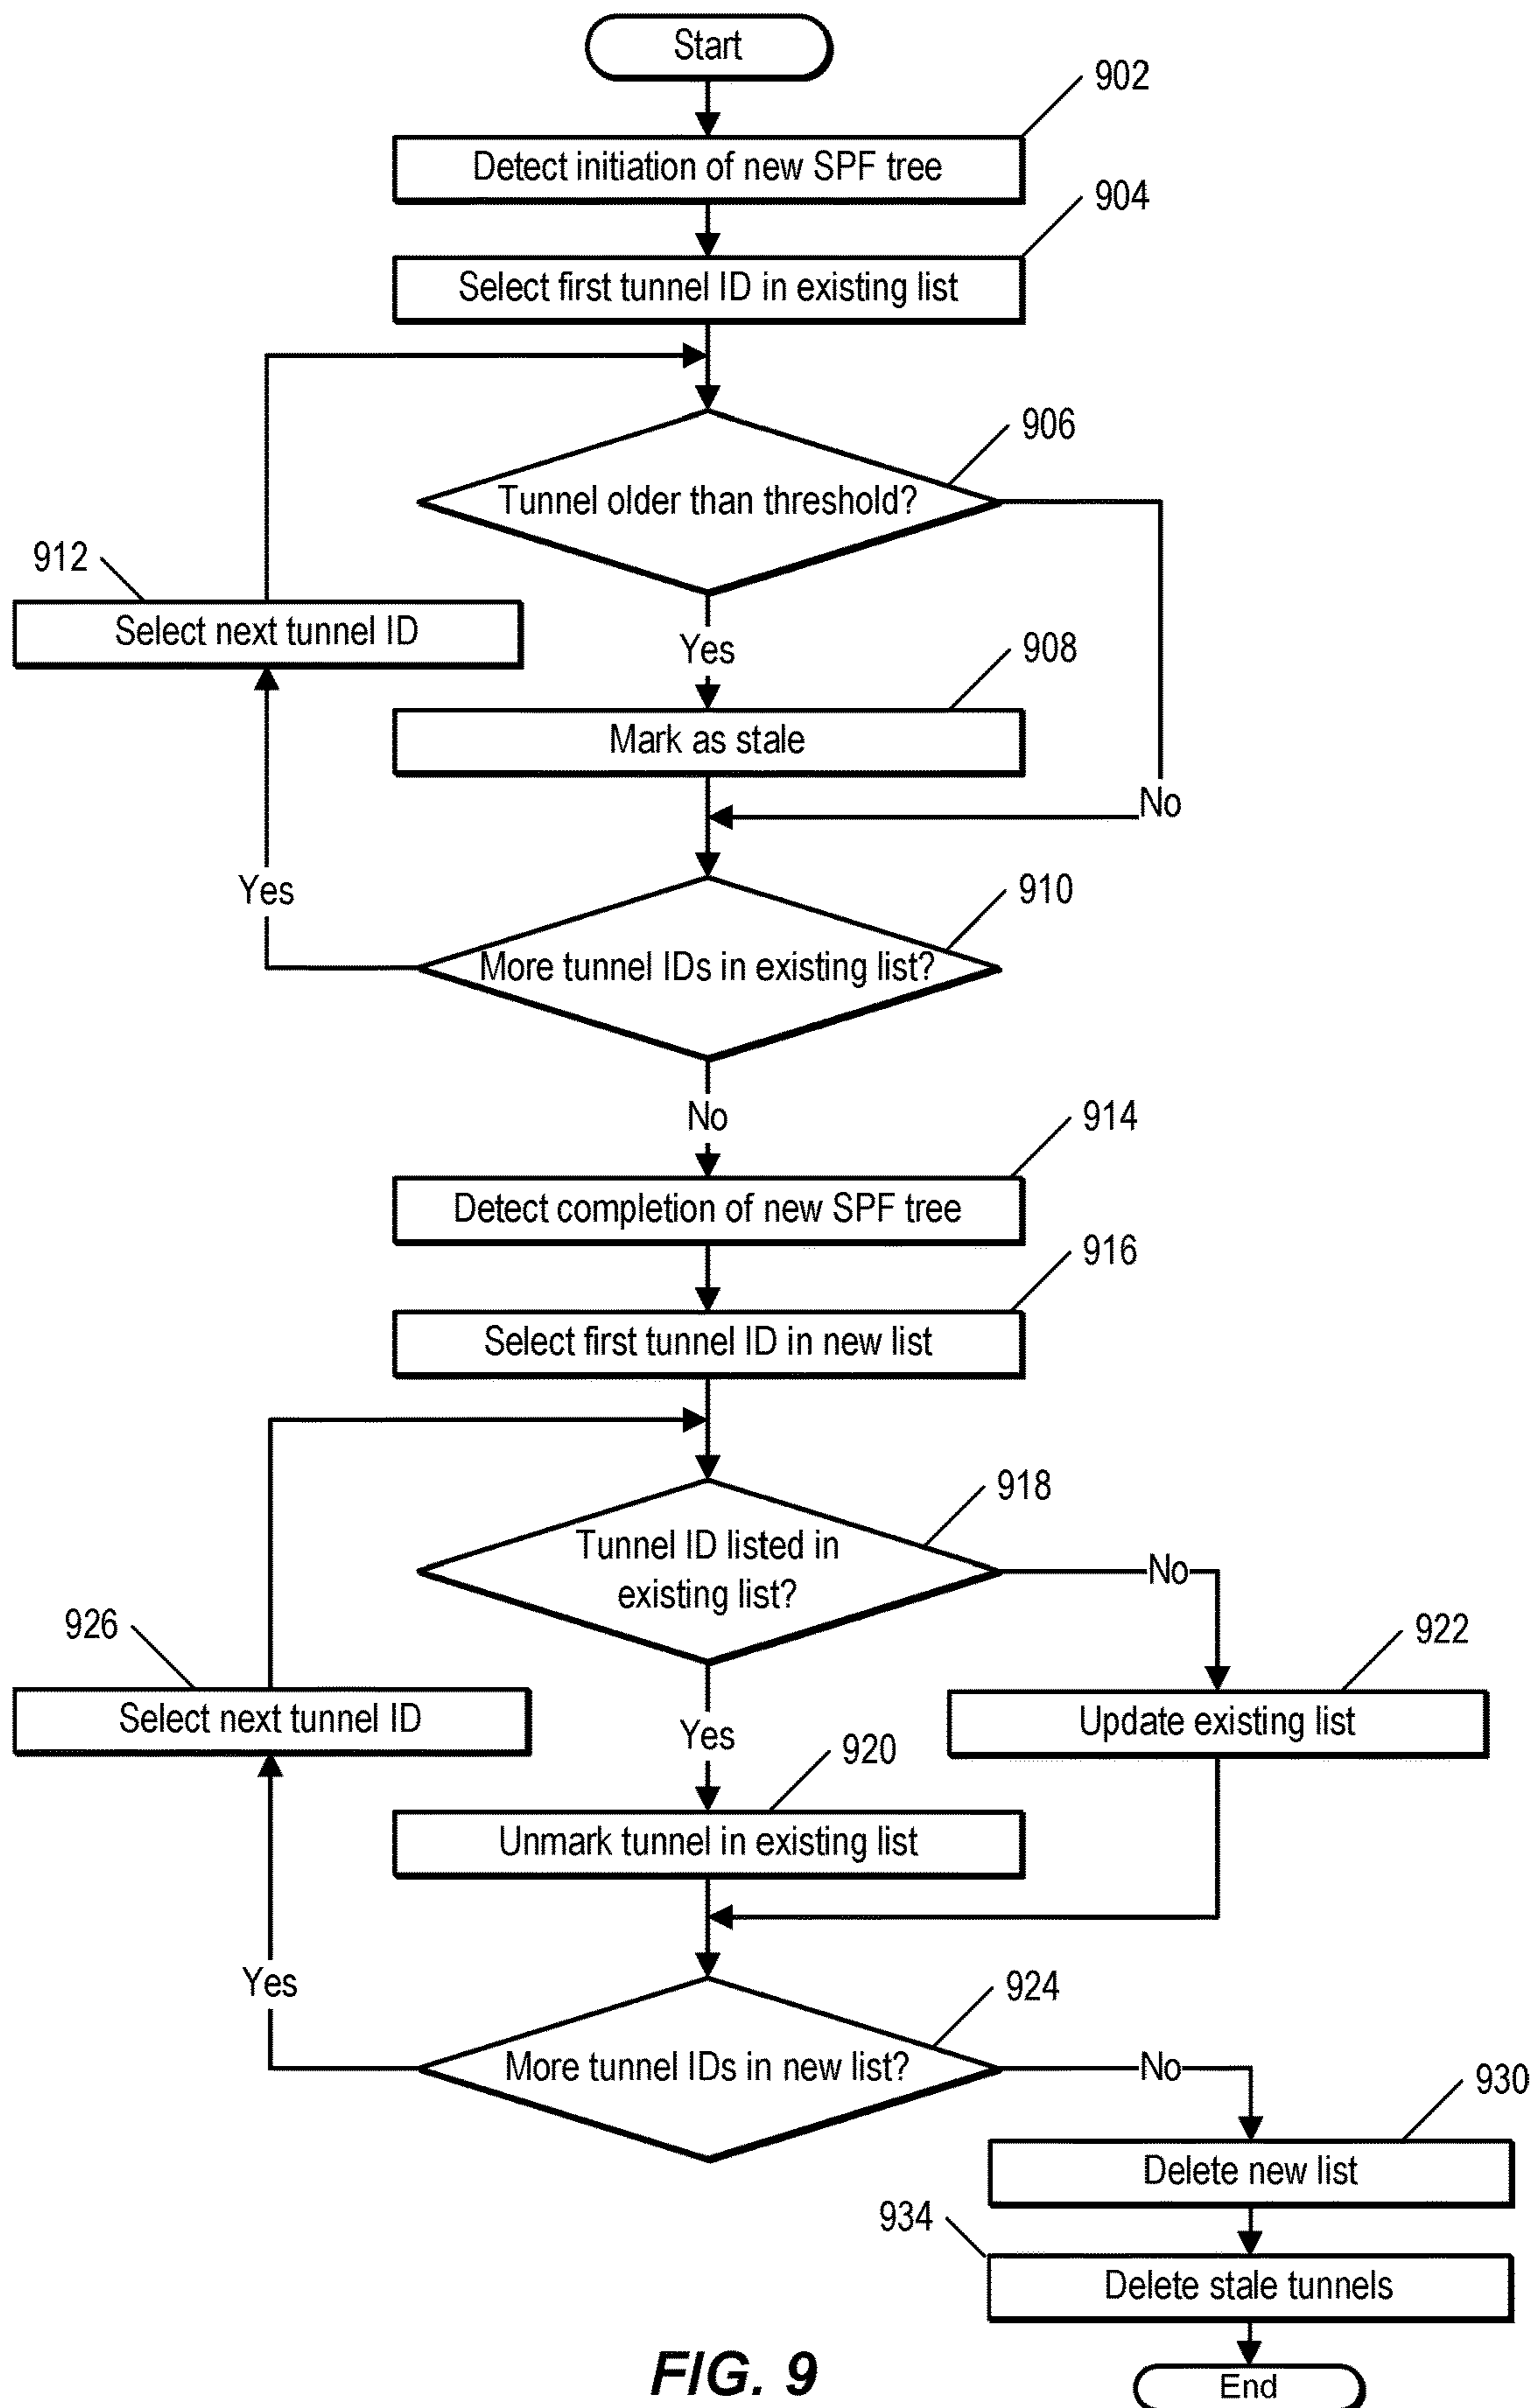 Start
902
Detect initiation of new SPF tree
904
Select first tunnel ID in existing list
906
Tunnel older than threshold?
912
Select next tunnel ID
Yes
908
Mark as stale
No
Yes
910
More tunnel IDs in existing list?
No
914
Detect completion of new SPF tree
916
Select first tunnel ID in new list
918
Tunnel ID listed in
existing list?
No
926
922
Select next tunnel ID
Update existing list
Yes
920
Unmark tunnel in existing list
Yes
924
More tunnel IDs in new list?
No
930
Delete new list
934
Delete stale tunnels
End
FIG. 9